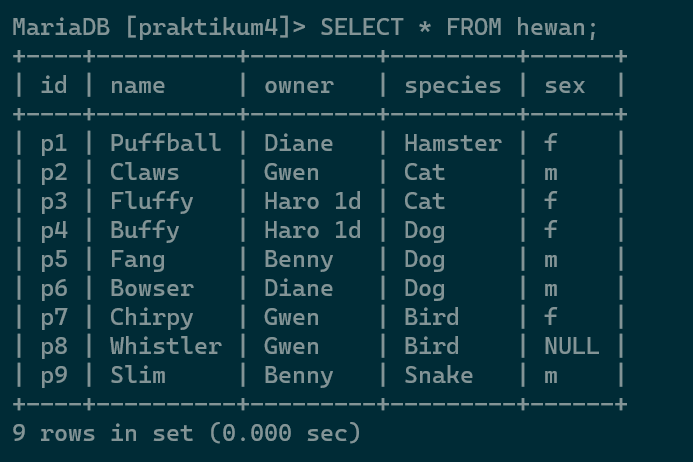 MariaDB [praktikum4]> SELECT * FROM hewan;
+----+-----------+---------+---------+------+
| id | name      | owner   | species | sex  |
+----+-----------+---------+---------+------+
| p1 | Puffball  | Diane   | Hamster | f    |
| p2 | Claws     | Gwen    | Cat     | m    |
| p3 | Fluffy    | Haro 1d | Cat     | f    |
| p4 | Buffy     | Haro 1d | Dog     | f    |
| p5 | Fang      | Benny   | Dog     | m    |
| p6 | Bowser    | Diane   | Dog     | m    |
| p7 | Chirpy    | Gwen    | Bird    | f    |
| p8 | Whistler  | Gwen    | Bird    | NULL |
| p9 | Slim      | Benny   | Snake   | m    |
+----+-----------+---------+---------+------+
9 rows in set (0.000 sec)